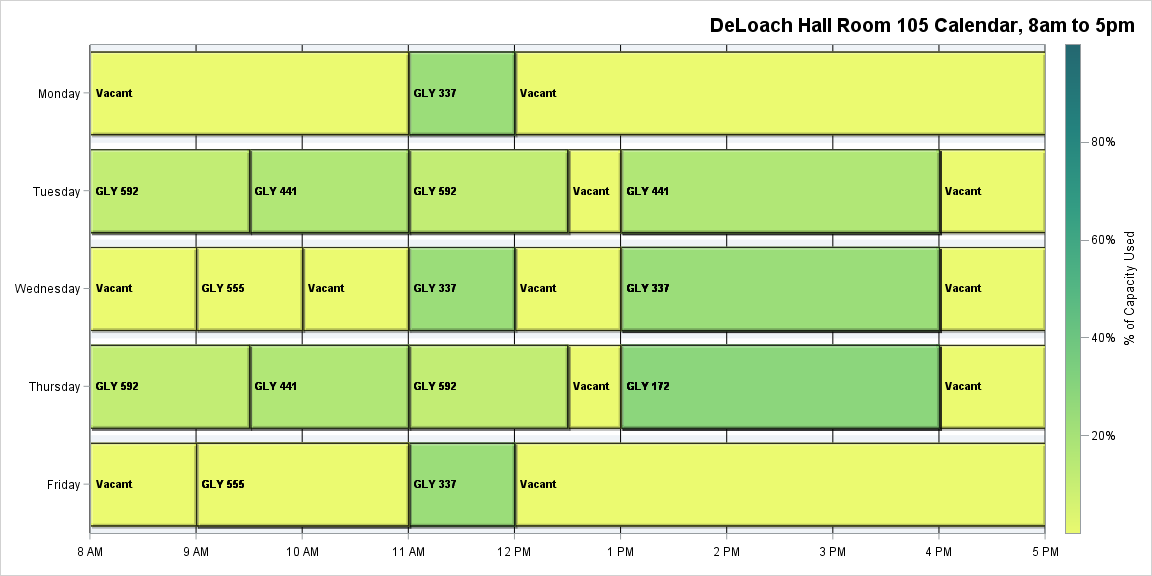 DeLoach Hall Room 105 Calendar, 8am to 5pm
Monday
Vacant
GLY 337
Vacant
Tuesday
GLY 592
GLY 441
GLY 592
Vacant
GLY 441
Vacant
Wednesday
Vacant
GLY 555
Vacant
GLY 337
Vacant
GLY 337
Vacant
Thursday
GLY 592
GLY 441
GLY 592
Vacant
GLY 172
Vacant
Friday
Vacant
GLY 555
GLY 337
Vacant
8 AM
9 AM
10 AM
11 AM
12 PM
1 PM
2 PM
3 PM
4 PM
5 PM
80%
60%
40%
20%
% of Capacity Used